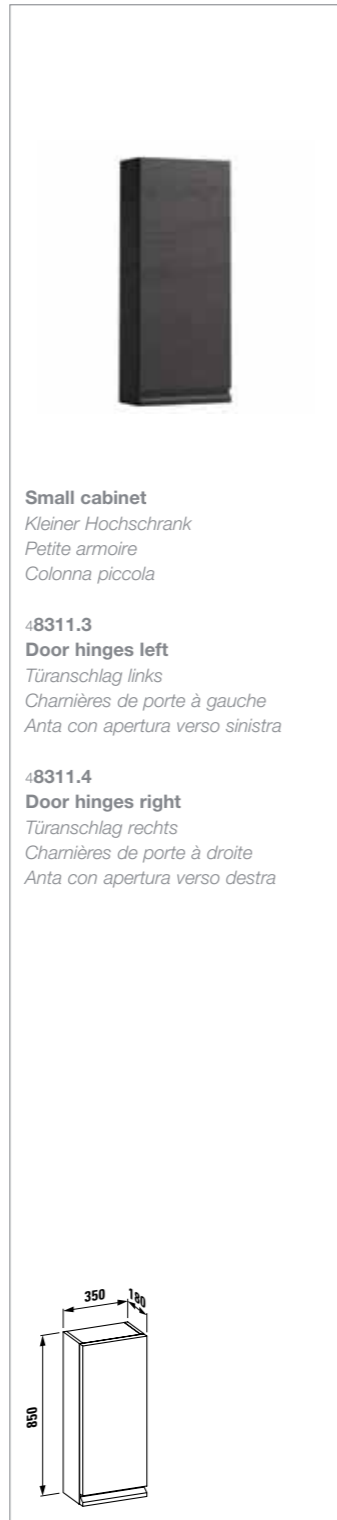 Small cabinet
Kleiner Hochschrank
Petite armoire
Colonna piccola
48311.3
Door hinges left
Türanschlag links
Charnières de porte à gauche
Anta con apertura verso sinistra
48311.4
Door hinges right
Türanschlag rechts
Charnières de porte à droite
Anta con apertura verso destra
350
180
850